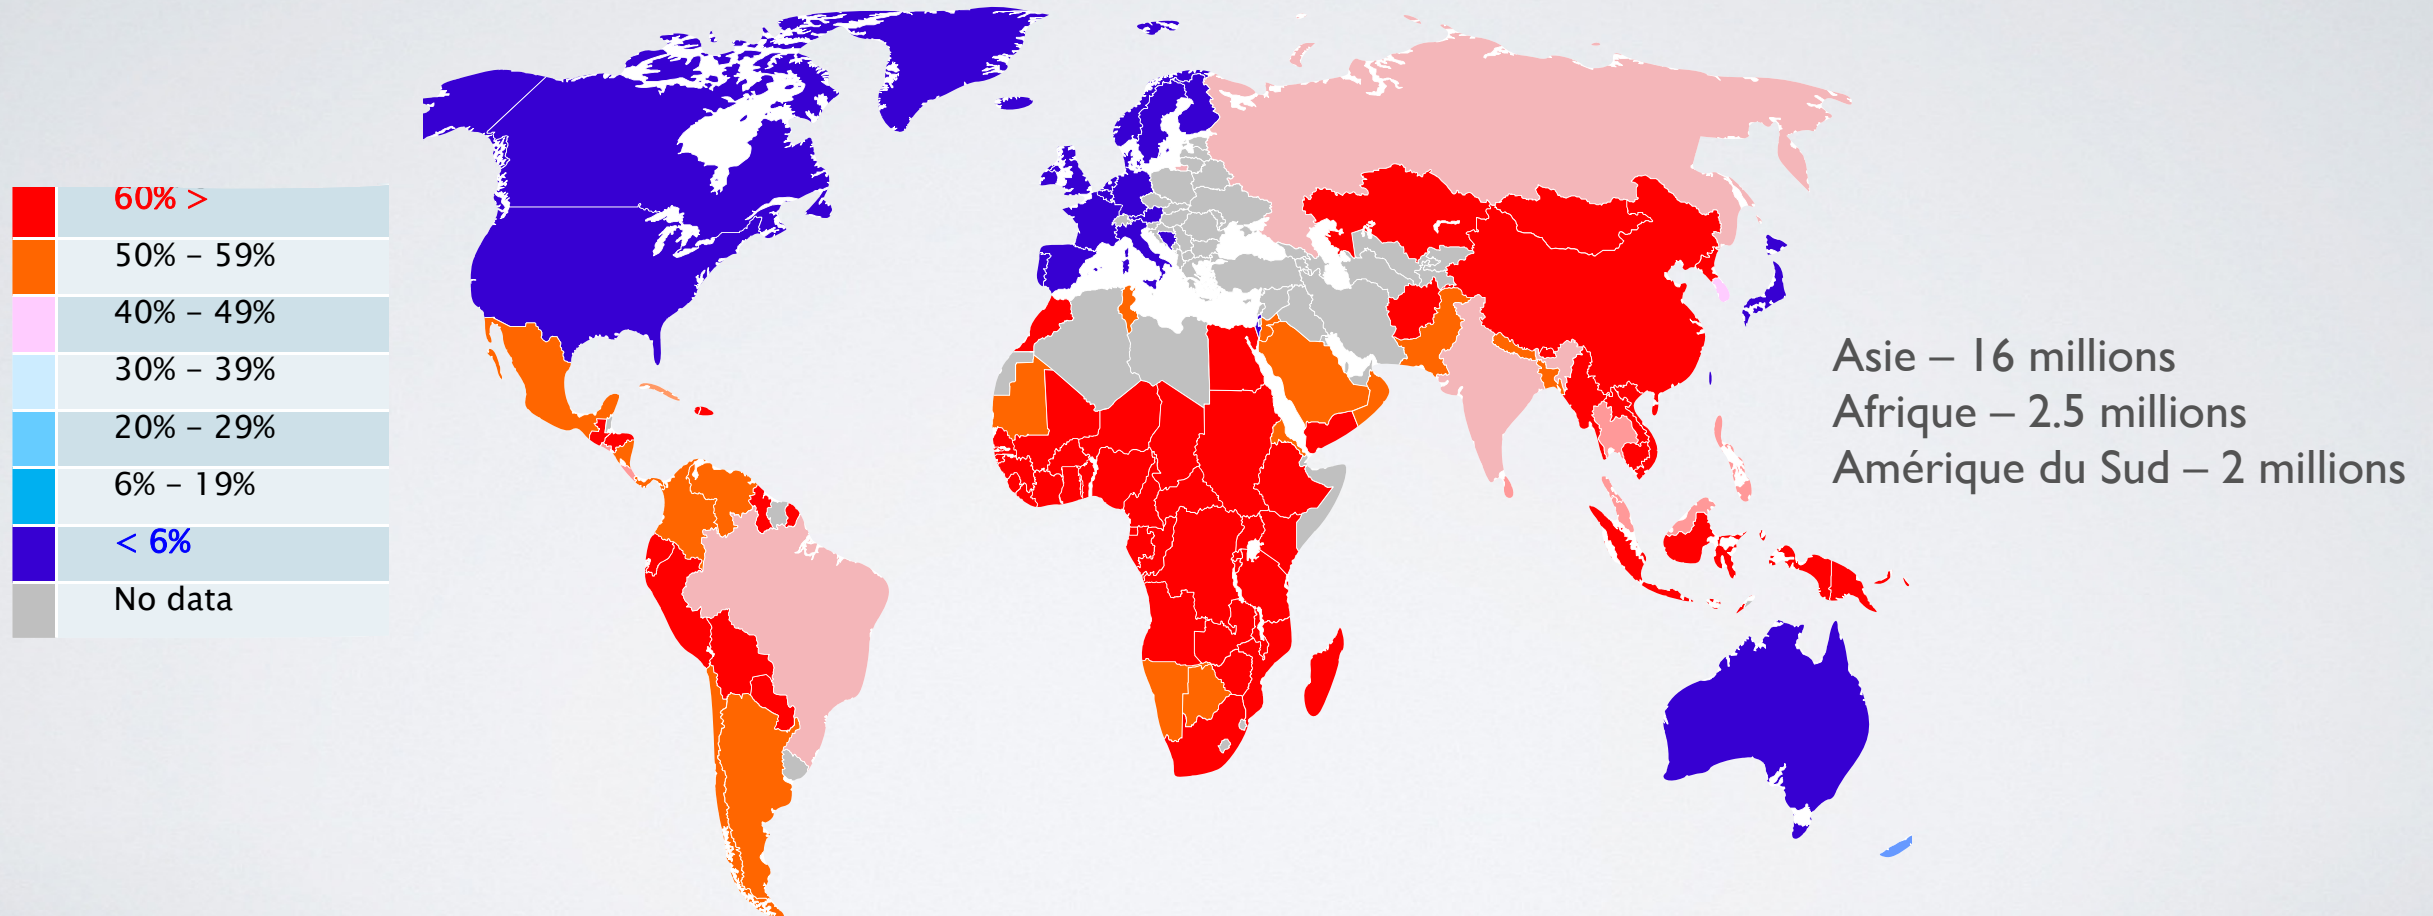 60% >
50% – 59%
40% – 49%
30% – 39%
20% – 29%
6% – 19%
< 6%
No data
Asie – 16 millions
Afrique – 2.5 millions
Amérique du Sud – 2 millions